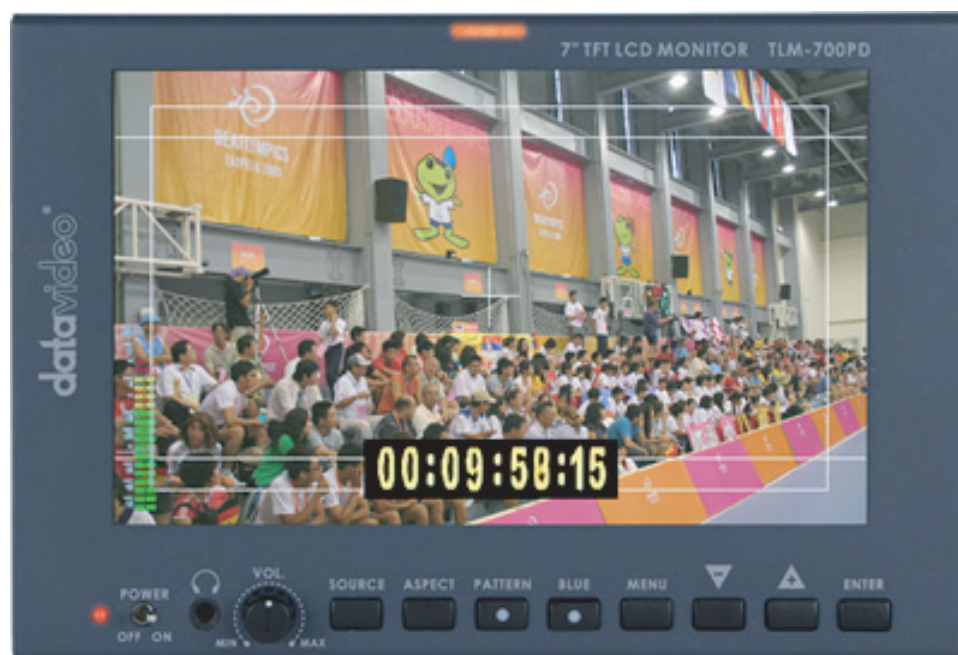 7" TFT LCD MONITOR TLM-700PD
DEAFLYMPICS
TAIPEI 2009
datavideo
00:09:58:15
POWER
OFF ON
VOL.
MIN MAX
SOURCE
ASPECT
PATTERN
BLUE
MENU
ENTER